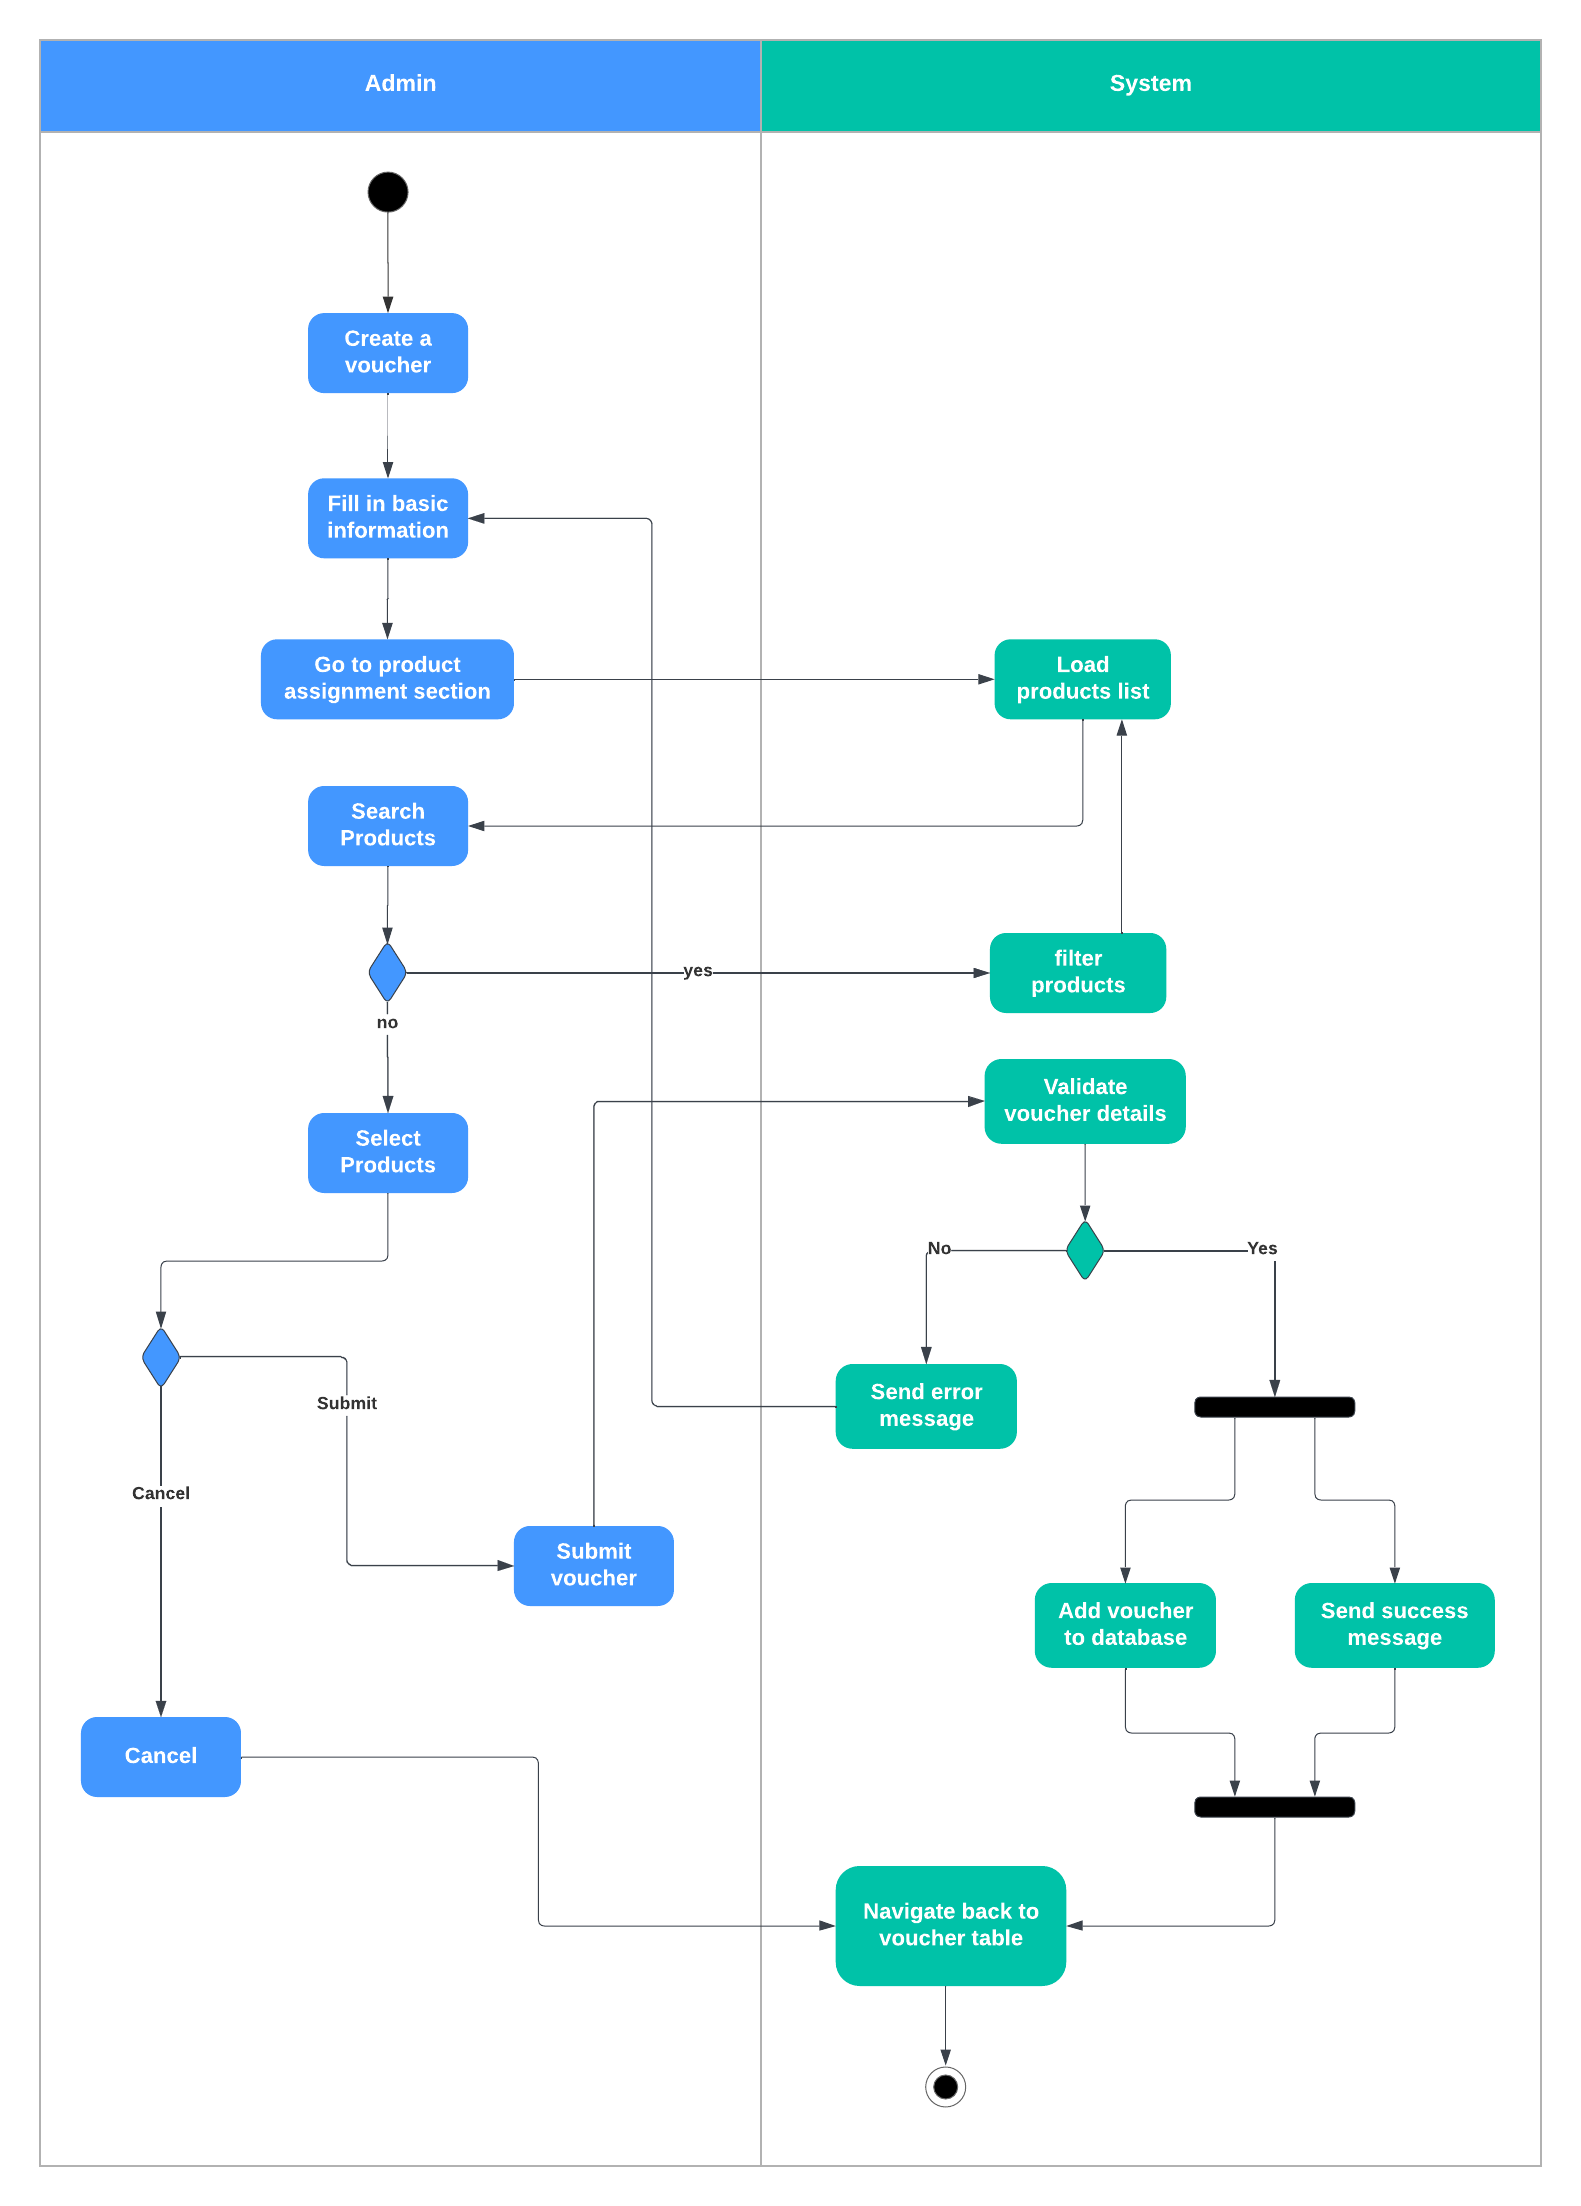 Admin
System
Create a
voucher
Fill in basic
information
Go to product
assignment section
Load
products list
Search
Products
yes
filter
products
no
Select
Products
Validate
voucher details
No
Yes
Submit
Send error
message
Cancel
Submit
voucher
Add voucher
to database
Send success
message
Cancel
Navigate back to
voucher table